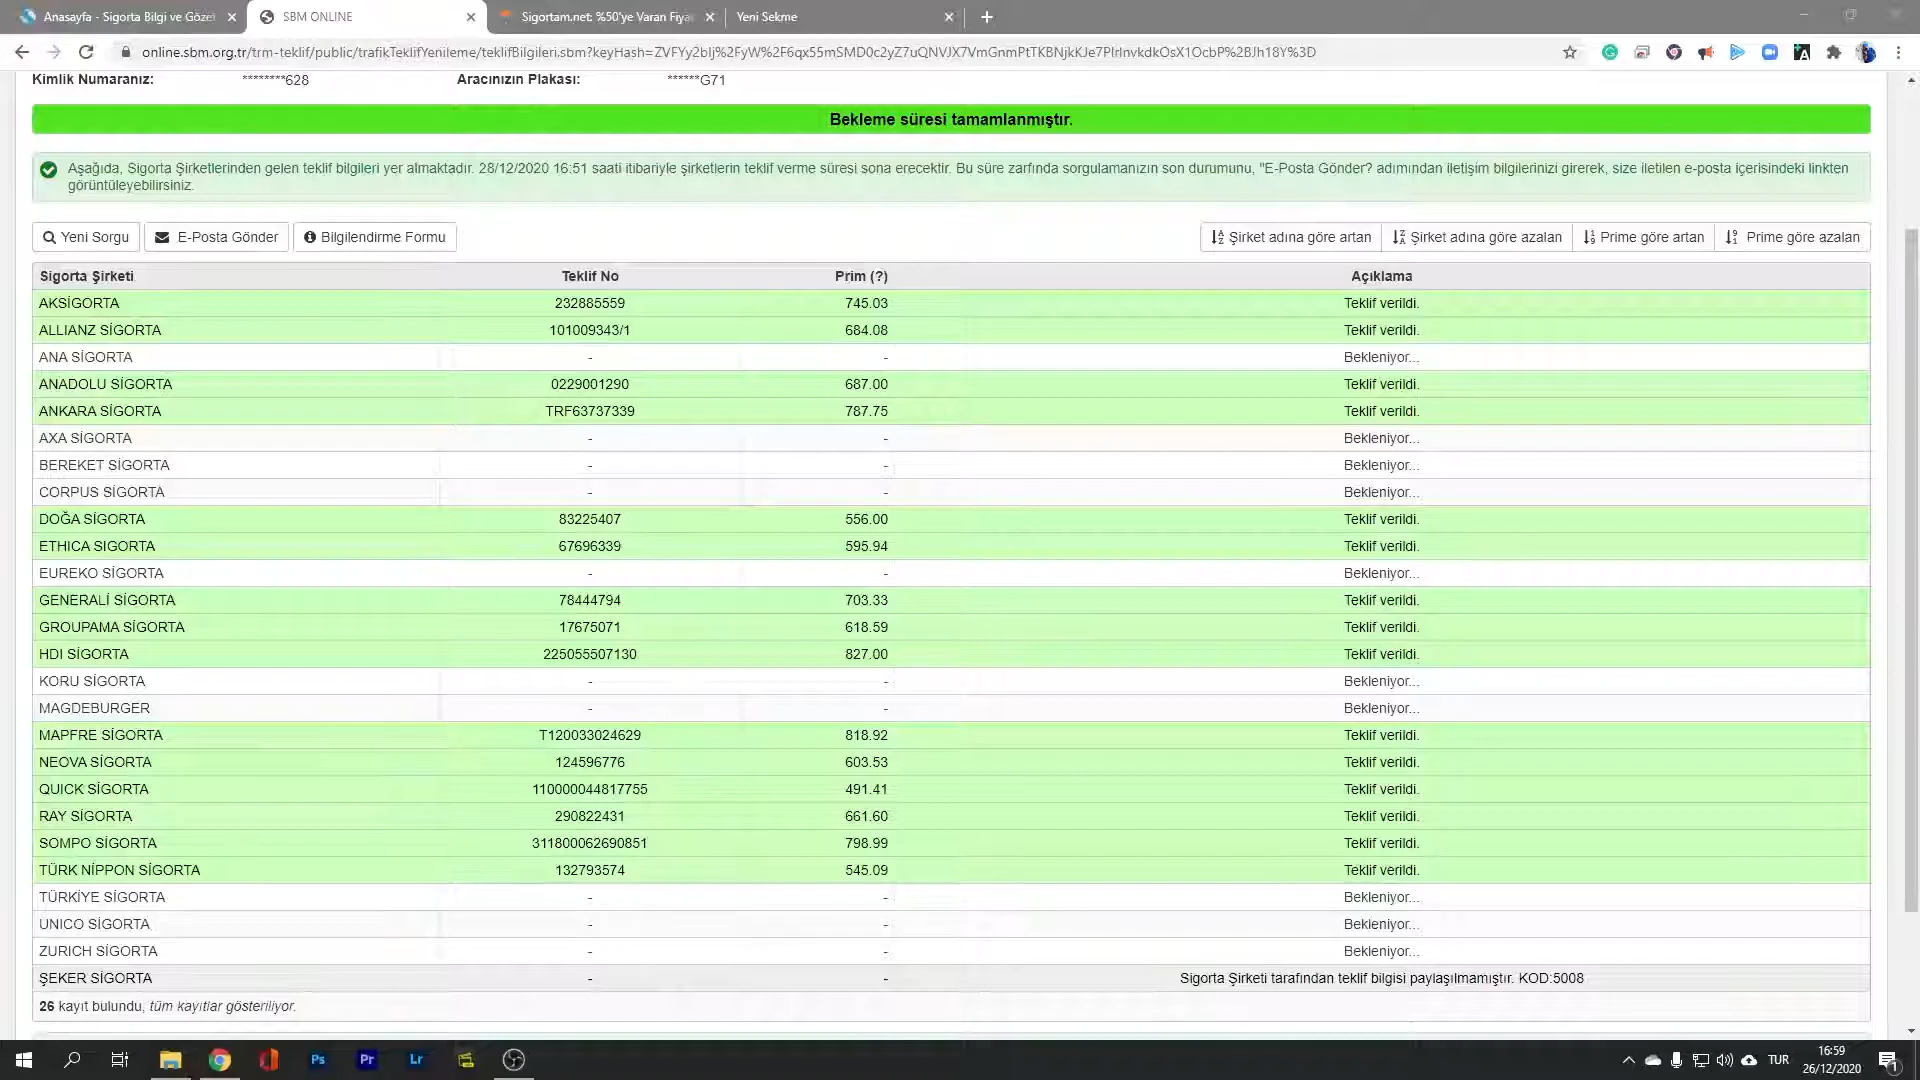 Anasayfa - Sigorta Bilgi ve Gözet
SBM ONLINE
Sigortam.net: %50'ye Varan Fiya
Yeni Sekme
online.sbm.org.tr/trm-teklif/public/trafikTeklifYenileme/teklifBilgileri.sbm?keyHash=
Kimlik Numaranız: ********628 Aracınızın Plakası: ******G71
Bekleme süresi tamamlanmıştır.
Aşağıda, Sigorta Şirketlerinden gelen teklif bilgileri yer almaktadır. 28/12/2020 16:51 saati itibariyle şirketlerin teklif verme süresi sona erecektir. Bu süre zarfında sorgulamanızın son durumunu, "E-Posta Gönder? adımından iletişim bilgilerinizi girerek, size iletilen e-posta içerisindeki linkten
görüntüleyebilirsiniz.
Yeni Sorgu E-Posta Gönder Bilgilendirme Formu Şirket adına göre artan Şirket adına göre azalan Prime göre artan Prime göre azalan
Sigorta Şirketi Teklif No Prim (?) Açıklama
AKSİGORTA 232885559 745.03 Teklif verildi.
ALLIANZ SİGORTA 101009343/1 684.08 Teklif verildi.
ANA SİGORTA - - Bekleniyor...
ANADOLU SİGORTA 0229001290 687.00 Teklif verildi.
ANKARA SİGORTA TRF63737339 787.75 Teklif verildi.
AXA SİGORTA - - Bekleniyor...
BEREKET SİGORTA - - Bekleniyor...
CORPUS SİGORTA - - Bekleniyor...
DOĞA SİGORTA 83225407 556.00 Teklif verildi.
ETHICA SIGORTA 67696339 595.94 Teklif verildi.
EUREKO SİGORTA - - Bekleniyor...
GENERALİ SİGORTA 78444794 703.33 Teklif verildi.
GROUPAMA SİGORTA 17675071 618.59 Teklif verildi.
HDI SİGORTA 225055507130 827.00 Teklif verildi.
KORU SİGORTA - - Bekleniyor...
MAGDEBURGER - - Bekleniyor...
MAPFRE SİGORTA T120033024629 818.92 Teklif verildi.
NEOVA SİGORTA 124596776 603.53 Teklif verildi.
QUICK SİGORTA 110000044817755 491.41 Teklif verildi.
RAY SİGORTA 290822431 661.60 Teklif verildi.
SOMPO SİGORTA 311800062690851 798.99 Teklif verildi.
TÜRK NİPPON SİGORTA 132793574 545.09 Teklif verildi.
TÜRKİYE SİGORTA - - Bekleniyor...
UNICO SİGORTA - - Bekleniyor...
ZURICH SİGORTA - - Bekleniyor...
ŞEKER SİGORTA - - Sigorta Şirketi tarafından teklif bilgisi paylaşılmamıştır. KOD:5008
26 kayıt bulundu, tüm kayıtlar gösteriliyor.
Ps Pr Lr TUR 16:59
26/12/2020 1